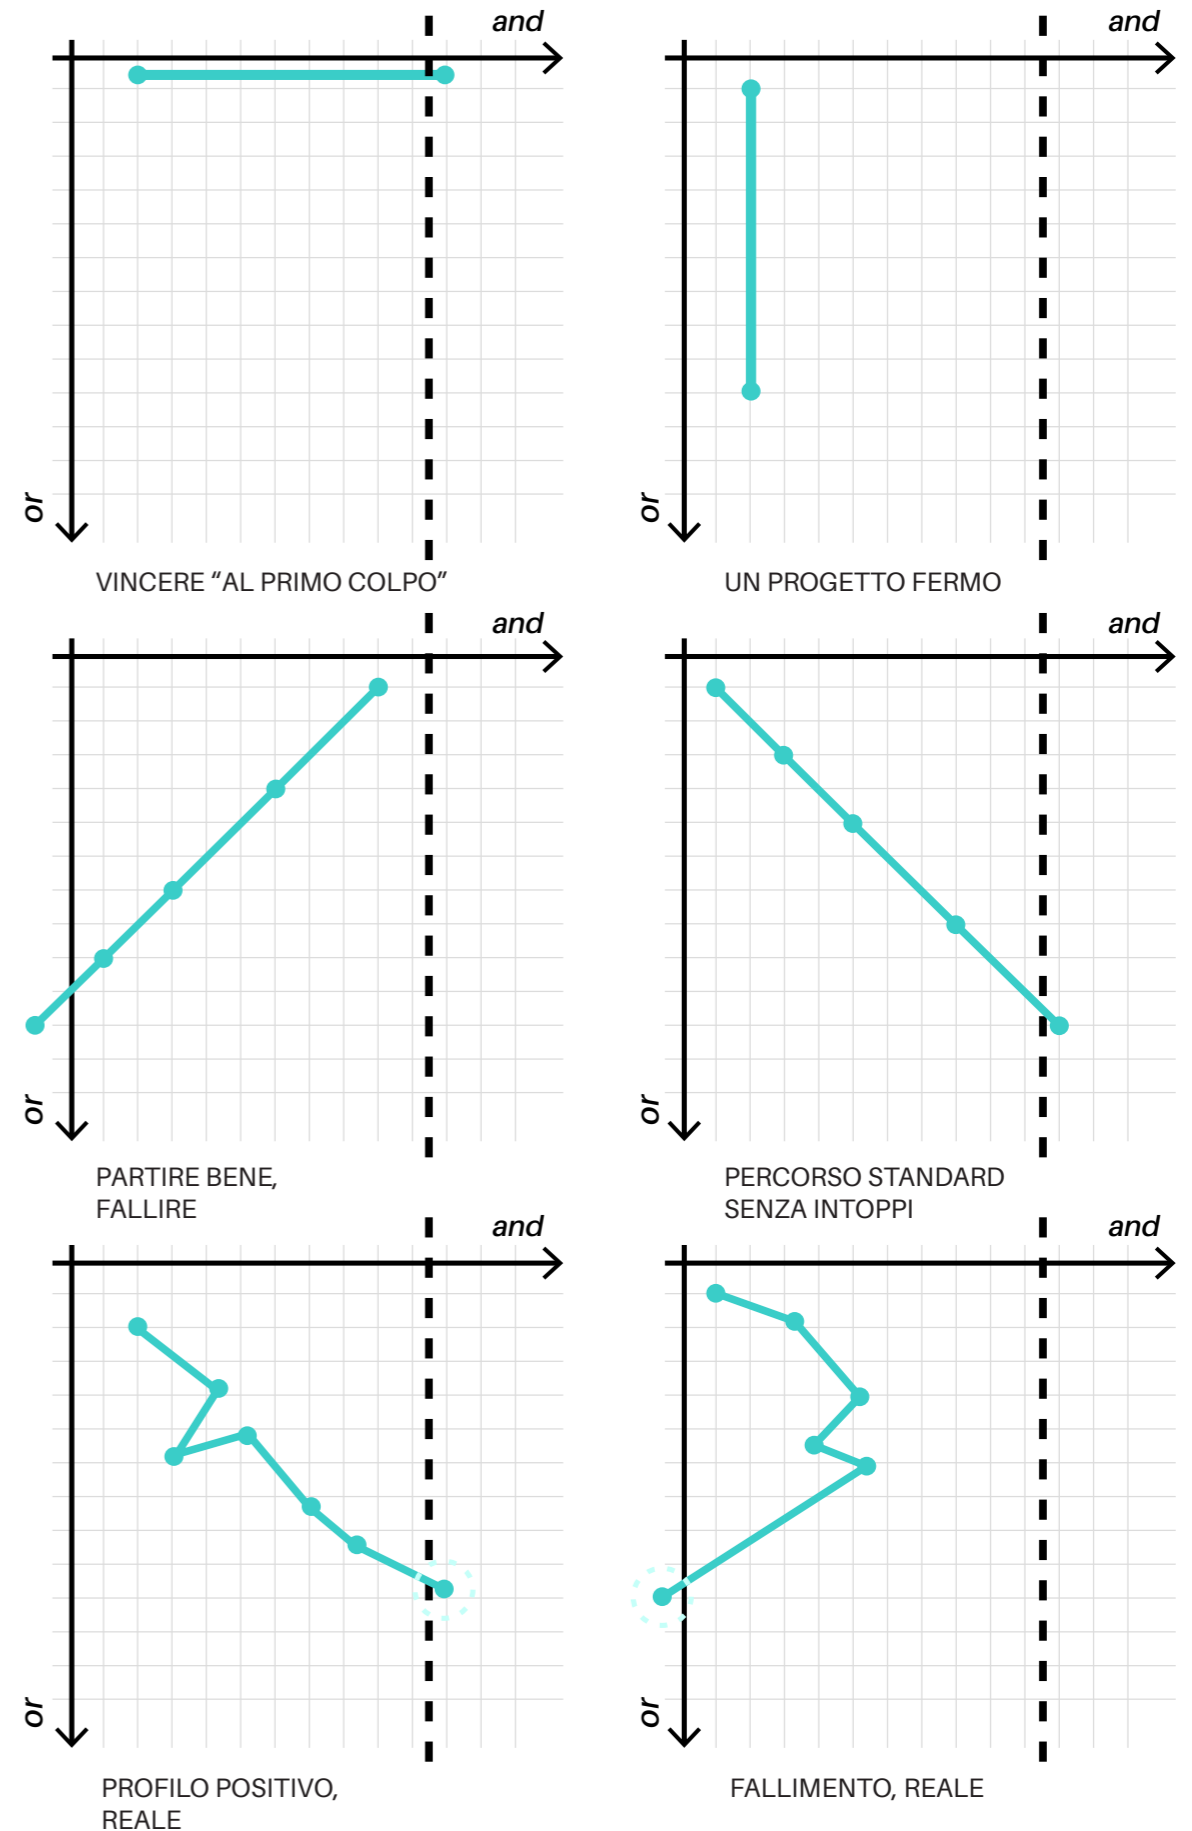 and
and
or
or
VINCERE “AL PRIMO COLPO”
UN PROGETTO FERMO
and
and
or
or
PARTIRE BENE,
FALLIRE
PERCORSO STANDARD
SENZA INTOPPI
and
and
or
or
PROFILO POSITIVO,
REALE
FALLIMENTO, REALE